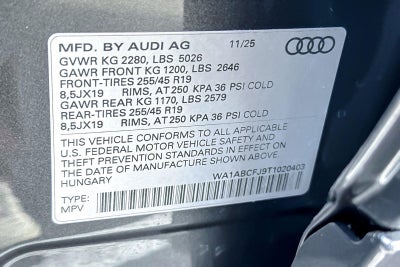 MFD. BY AUDI AG 11/25
GVWR KG 2280, LBS 5026
GAWR FRONT KG 1200, LBS 2646
FRONT-TIRES 255/45 R19
8,5JX19 RIMS, AT 250 KPA 36 PSI COLD
GAWR REAR KG 1170, LBS 2579
REAR-TIRES 255/45 R19
8,5JX19 RIMS, AT 250 KPA 36 PSI COLD
THIS VEHICLE CONFORMS TO ALL APPLICABLE
U.S. FEDERAL MOTOR VEHICLE SAFETY AND
THEFT PREVENTION STANDARDS IN EFFECT ON
THE DATE OF MANUFACTURE SHOWN ABOVE
HUNGARY
WA1ABCFJ9T1020403
TYPE:
MPV